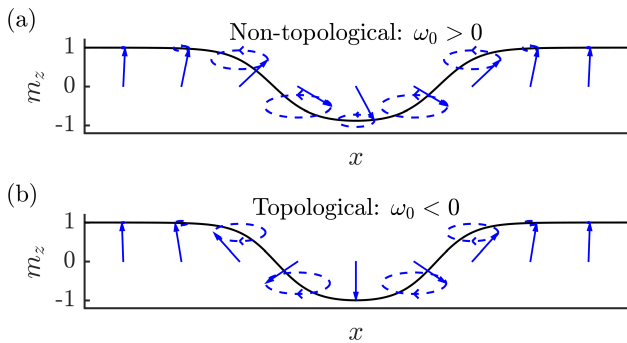 (a)
Non-topological: ω₀ > 0
1
0
-1
m_z
x
(b)
Topological: ω₀ < 0
1
0
-1
m_z
x